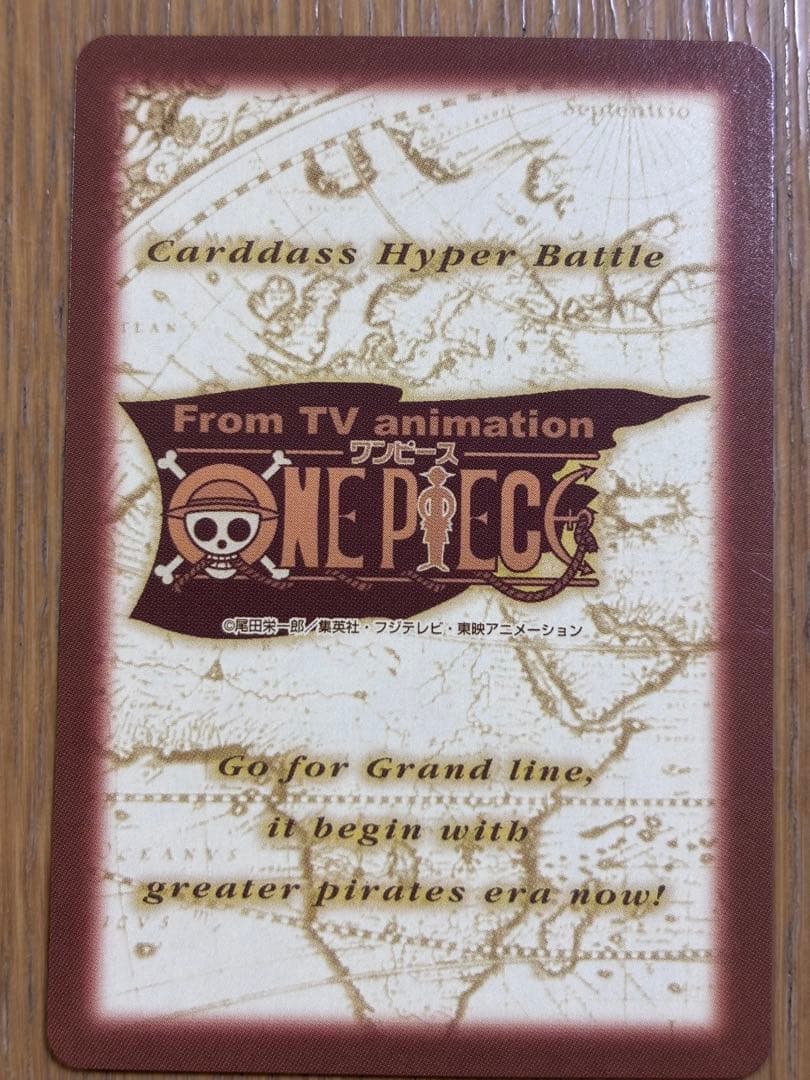 Septentrio
Carddass Hyper Battle
From TV animation
ワンピース
ONE PIECE
©尾田栄一郎／集英社・フジテレビ・東映アニメーション
Go for Grand line,
it begin with
OCEANVS
greater pirates era now!